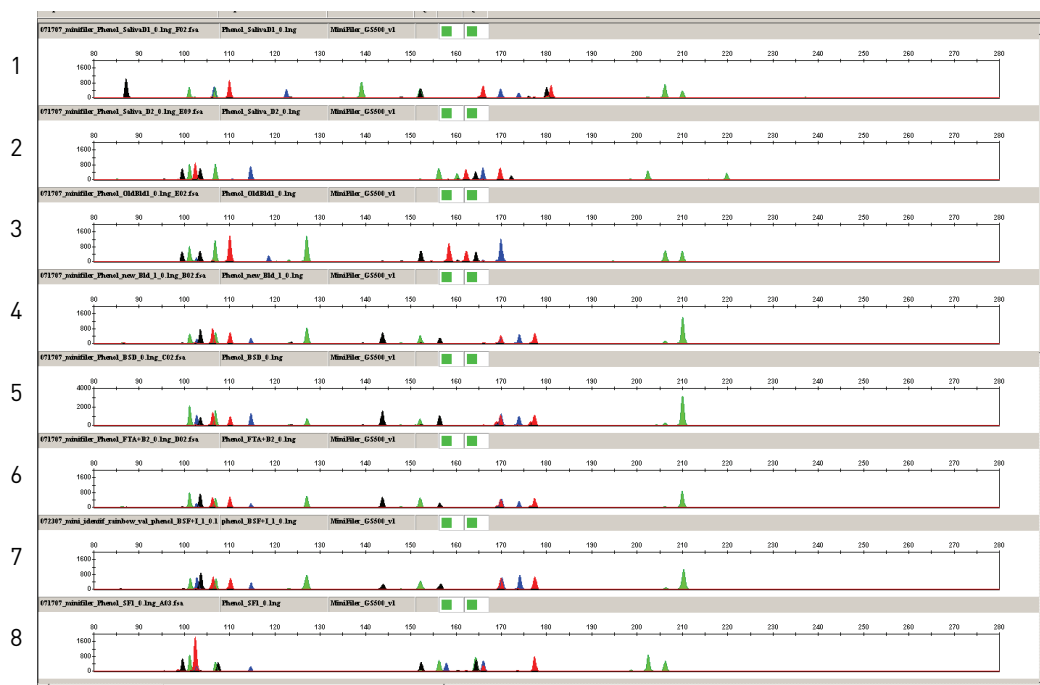 071707_minifiler_Phenol_SalivaD1_0.1ng_F02.fsa Phenol_SalivaD1_0.1ng MiniFiler_GS500_v1
80 90 100 110 120 130 140 150 160 170 180 190 200 210 220 230 240 250 260 270 280
1
1600
800
0
071707_minifiler_Phenol_Saliva_D2_0.1ng_E09.fsa Phenol_Saliva_D2_0.1ng MiniFiler_GS500_v1
80 90 100 110 120 130 140 150 160 170 180 190 200 210 220 230 240 250 260 270 280
2
1600
800
0
071707_minifiler_Phenol_OldBld1_0.1ng_E02.fsa Phenol_OldBld1_0.1ng MiniFiler_GS500_v1
80 90 100 110 120 130 140 150 160 170 180 190 200 210 220 230 240 250 260 270 280
3
1600
800
0
071707_minifiler_Phenol_new_Bld_1_0.1ng_B02.fsa Phenol_new_Bld_1_0.1ng MiniFiler_GS500_v1
80 90 100 110 120 130 140 150 160 170 180 190 200 210 220 230 240 250 260 270 280
4
1600
800
0
071707_minifiler_Phenol_BSD_0.1ng_C02.fsa Phenol_BSD_0.1ng MiniFiler_GS500_v1
80 90 100 110 120 130 140 150 160 170 180 190 200 210 220 230 240 250 260 270 280
5
4000
2000
0
071707_minifiler_Phenol_FTA+B2_0.1ng_D02.fsa Phenol_FTA+B2_0.1ng MiniFiler_GS500_v1
80 90 100 110 120 130 140 150 160 170 180 190 200 210 220 230 240 250 260 270 280
6
1600
800
0
072307_mini_identif_rainbow_val_phenol_BSF+I_1_0.1 phenol_BSF+I_1_0.1ng MiniFiler_GS500_v1
80 90 100 110 120 130 140 150 160 170 180 190 200 210 220 230 240 250 260 270 280
7
1600
800
0
071707_minifiler_Phenol_SF1_0.1ng_A03.fsa Phenol_SF1_0.1ng MiniFiler_GS500_v1
80 90 100 110 120 130 140 150 160 170 180 190 200 210 220 230 240 250 260 270 280
8
1600
800
0